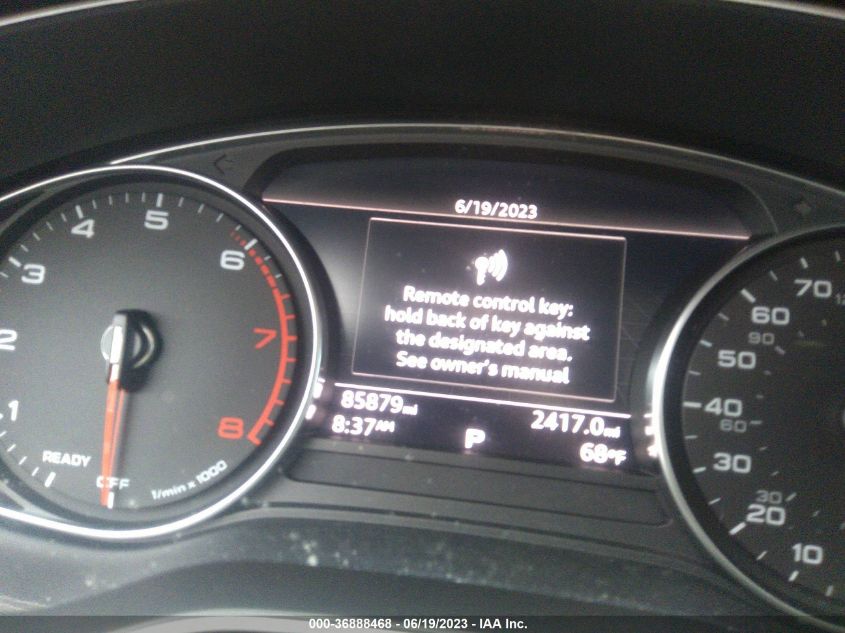 6/19/2023
Remote control key:
hold back of key against
the designated area.
See owner's manual
85879mi
2417.0mi
8:37AM
P
68°F
1
2
3
4
5
6
7
8
READY
OFF
1/min x 1000
10
20
30
40
50
60
70
30
60
90
000-36888468 - 06/19/2023 - IAA Inc.